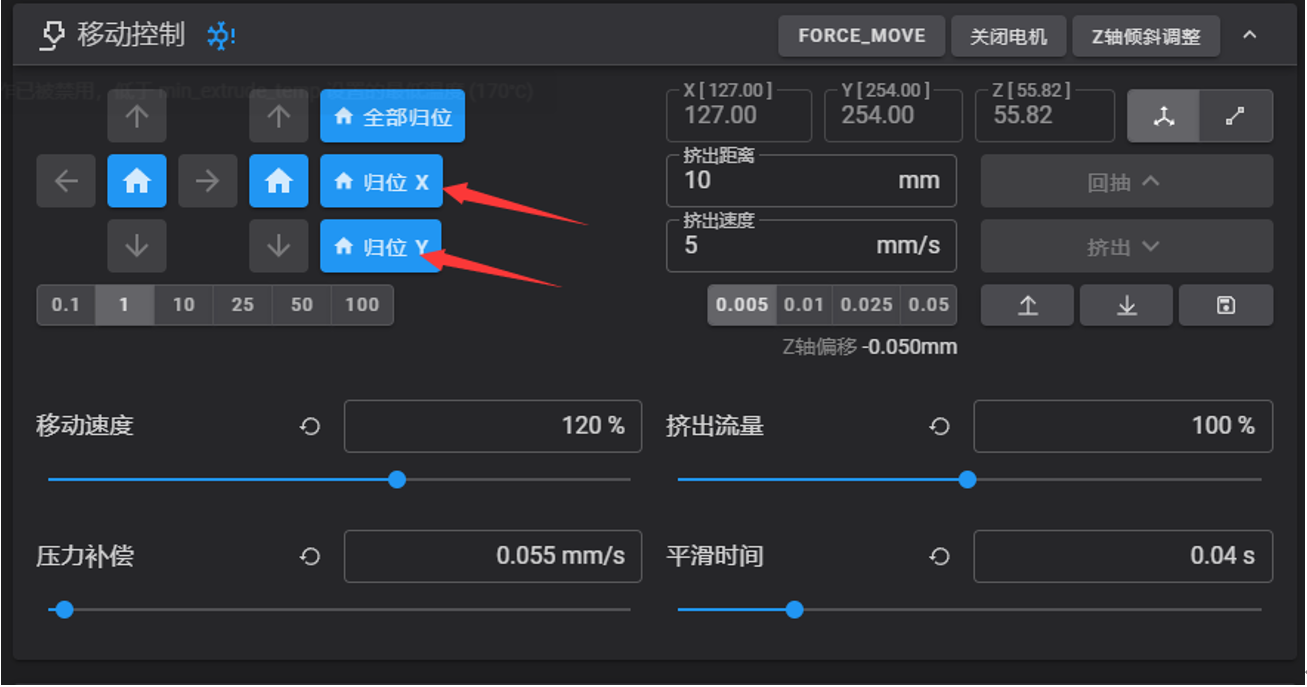 移动控制 FORCE_MOVE 关闭电机 Z轴倾斜调整
作已被禁用，低于 min_extrude_temp 设置的最低温度 (170°C)
X [ 127.00 ] Y [ 254.00 ] Z [ 55.82 ]
全部归位 127.00 254.00 55.82
挤出距离
归位 X 10 mm 回抽
挤出速度
归位 Y 5 mm/s 挤出
0.1 1 10 25 50 100 0.005 0.01 0.025 0.05
Z轴偏移 -0.050mm
移动速度 120 % 挤出流量 100 %
压力补偿 0.055 mm/s 平滑时间 0.04 s